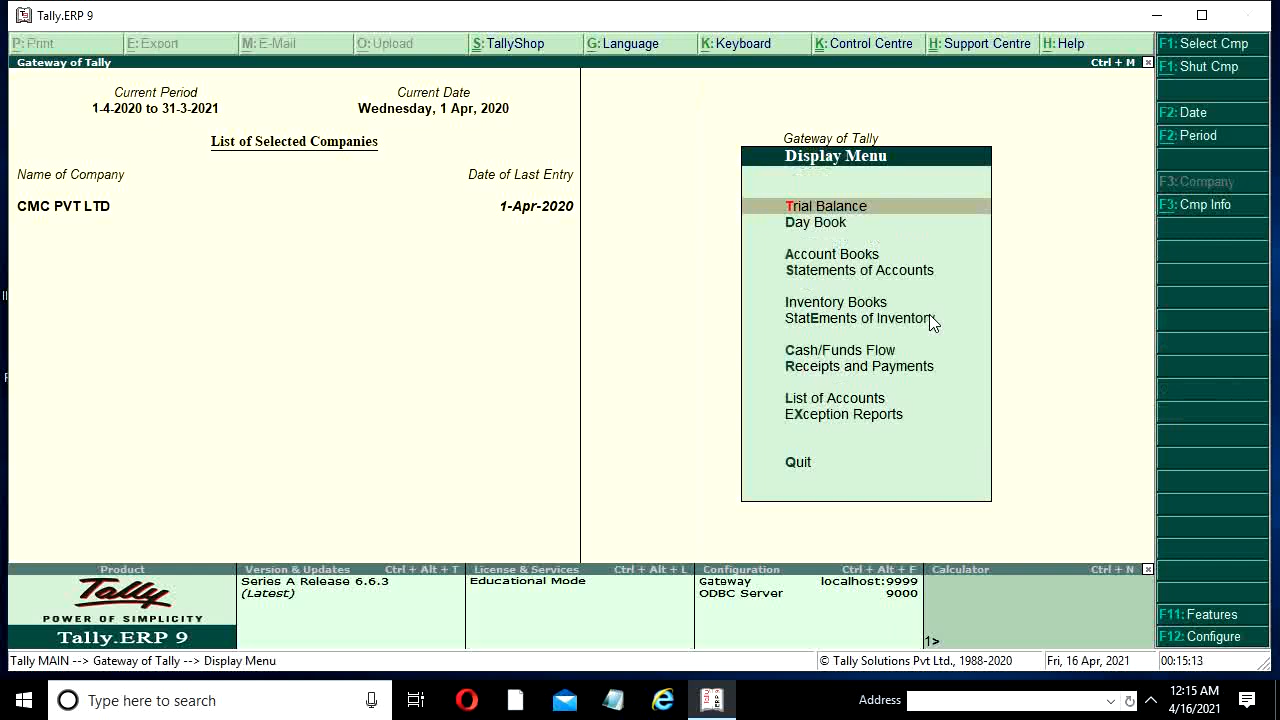 Tally.ERP 9
P: Print
E: Export
M: E-Mail
O: Upload
S: TallyShop
G: Language
K: Keyboard
K: Control Centre
H: Support Centre
H: Help
Gateway of Tally
Ctrl + M
Current Period
1-4-2020 to 31-3-2021
Current Date
Wednesday, 1 Apr, 2020
List of Selected Companies
Name of Company
Date of Last Entry
CMC PVT LTD
1-Apr-2020
Gateway of Tally
Display Menu
Trial Balance
Day Book
Account Books
Statements of Accounts
Inventory Books
StatEments of Inventory
Cash/Funds Flow
Receipts and Payments
List of Accounts
EXception Reports
Quit
F1: Select Cmp
F1: Shut Cmp
F2: Date
F2: Period
F3: Company
F3: Cmp Info
F11: Features
F12: Configure
Product
Tally
POWER OF SIMPLICITY
Tally.ERP 9
Version & Updates
Ctrl + Alt + T
Series A Release 6.6.3
(Latest)
License & Services
Ctrl + Alt + L
Educational Mode
Configuration
Ctrl + Alt + F
Gateway
localhost:9999
ODBC Server
9000
Calculator
Ctrl + N
1>
Tally MAIN --> Gateway of Tally --> Display Menu
© Tally Solutions Pvt Ltd., 1988-2020
Fri, 16 Apr, 2021
00:15:13
Type here to search
Address
12:15 AM
4/16/2021